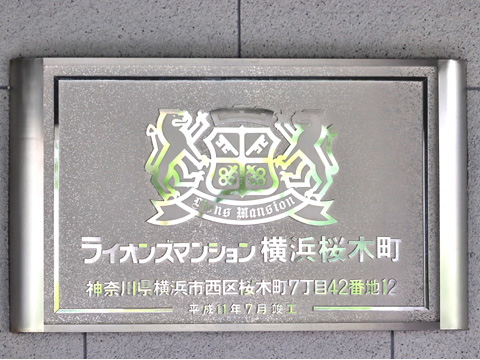 Lions Mansion
ライオンズマンション横浜桜木町
神奈川県横浜市西区桜木町7丁目42番地12
平成11年7月竣工